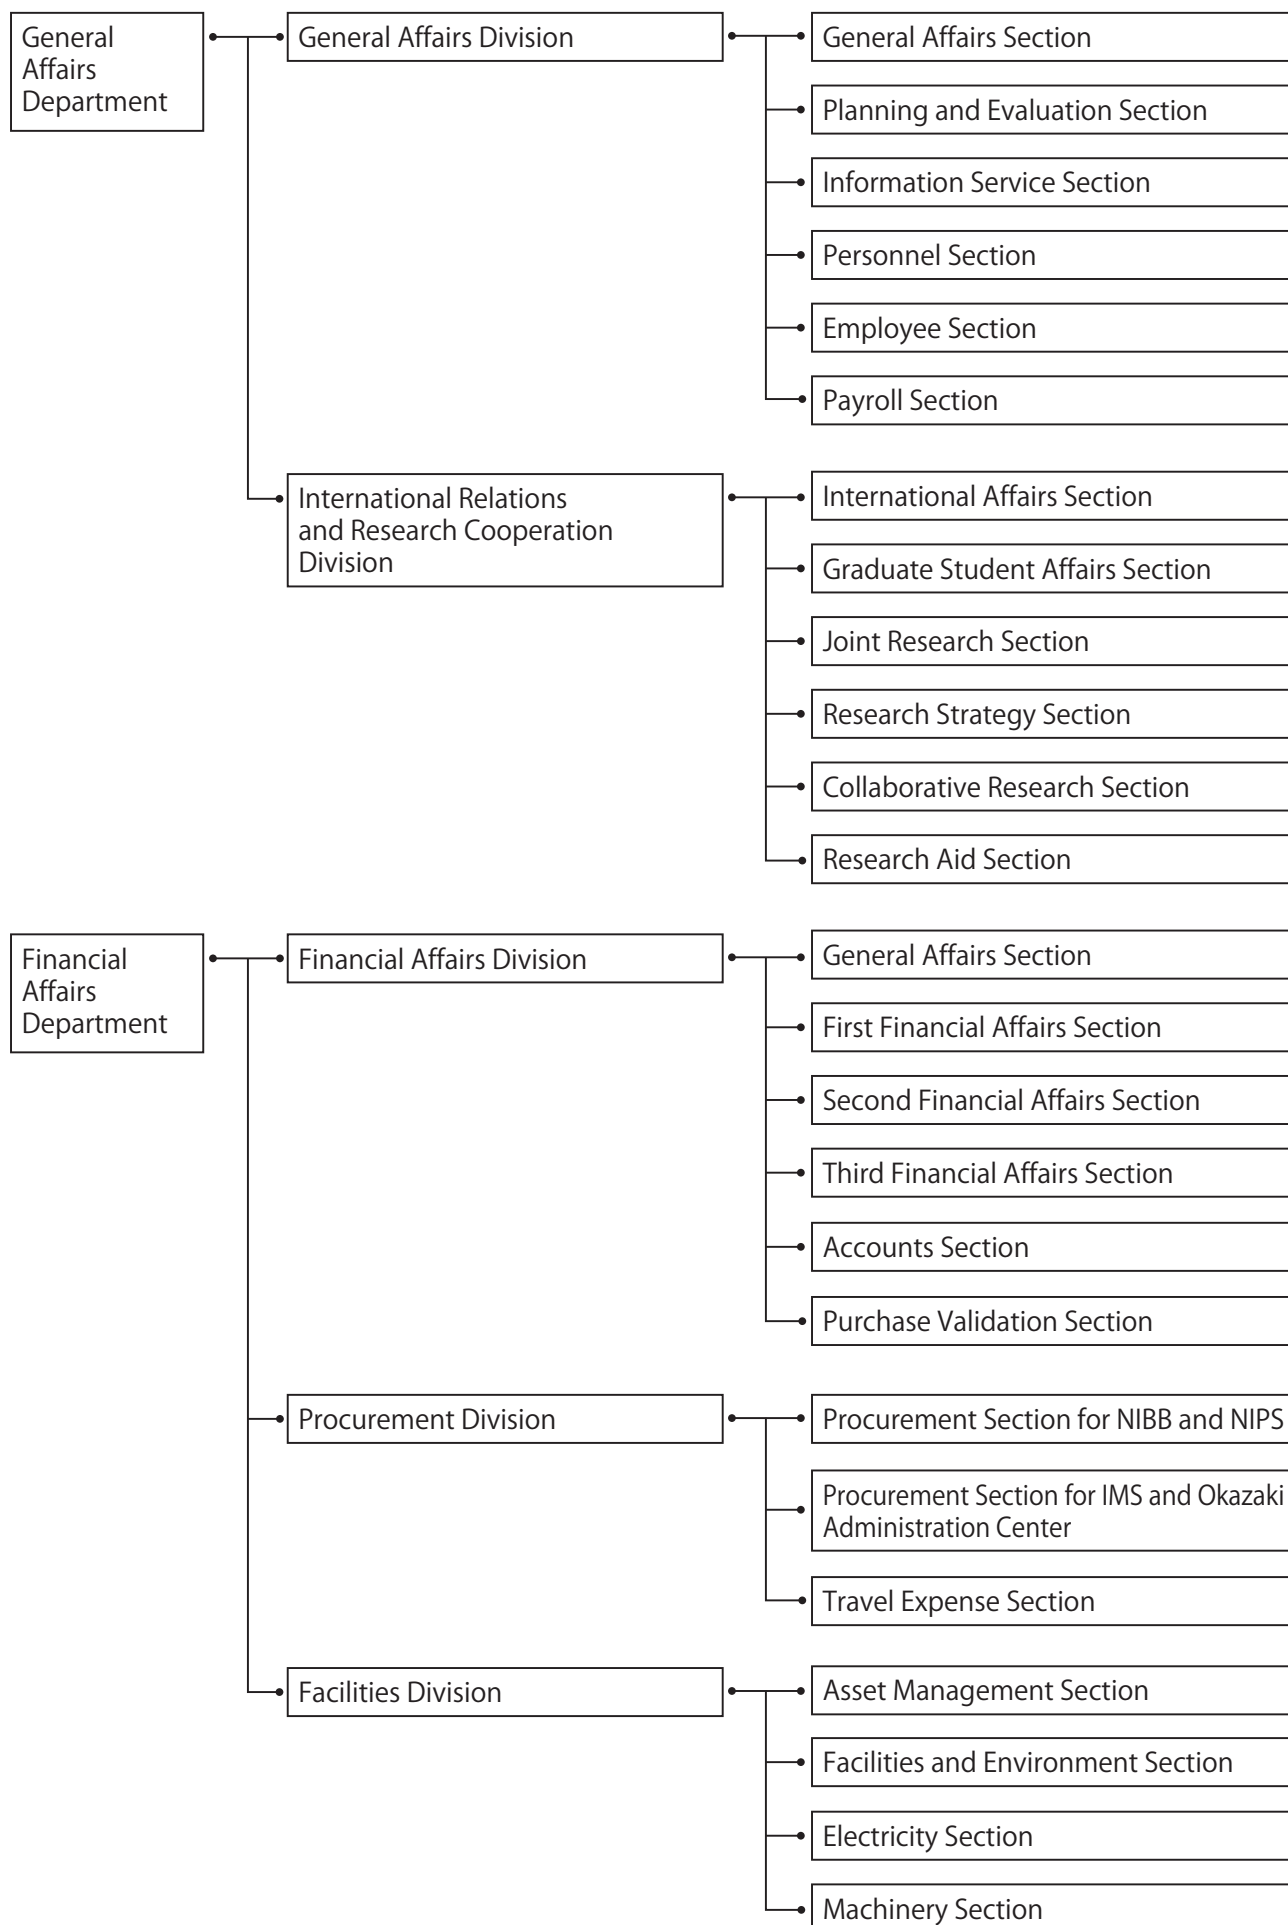 General
Affairs
Department
General Affairs Division
General Affairs Section
Planning and Evaluation Section
Information Service Section
Personnel Section
Employee Section
Payroll Section
International Relations
and Research Cooperation
Division
International Affairs Section
Graduate Student Affairs Section
Joint Research Section
Research Strategy Section
Collaborative Research Section
Research Aid Section
Financial
Affairs
Department
Financial Affairs Division
General Affairs Section
First Financial Affairs Section
Second Financial Affairs Section
Third Financial Affairs Section
Accounts Section
Purchase Validation Section
Procurement Division
Procurement Section for NIBB and NIPS
Procurement Section for IMS and Okazaki
Administration Center
Travel Expense Section
Facilities Division
Asset Management Section
Facilities and Environment Section
Electricity Section
Machinery Section